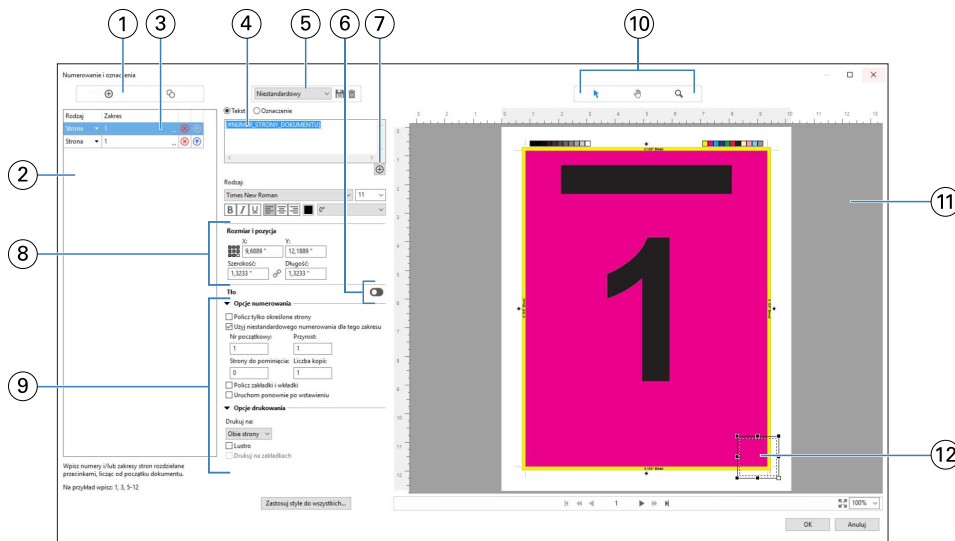 1
3
4
5
6
7
10
Numerowanie i oznaczenia
Niestandardowy
Rodzaj Zakres
Strona 1 ...
Strona 1 ...
Tekst Oznaczenie
2
Rodzaj:
Times New Roman 11
B I U 0°
8
Rozmiar i pozycja
X: Y:
9,6889 " 12,1889 "
Szerokość: Długość:
1,3233 " 1,3233 "
Tło
Opcje numerowania
Policz tylko określone strony
Użyj niestandardowego numerowania dla tego zakresu
Nr początkowy: Przyrost:
1 1
Strony do pominięcia: Liczba kopii:
0 1
9
Policz zakładki i wkładki
Uruchom ponownie po wstawieniu
Opcje drukowania
Drukuj na:
Obie strony
Lustro
Drukuj na zakładkach
Wpisz numery i/lub zakresy stron rozdzielane
przecinkami, licząc od początku dokumentu.
Na przykład wpisz: 1, 3, 5-12
Zastosuj style do wszystkich...
1
11
12
1
100%
OK Anuluj